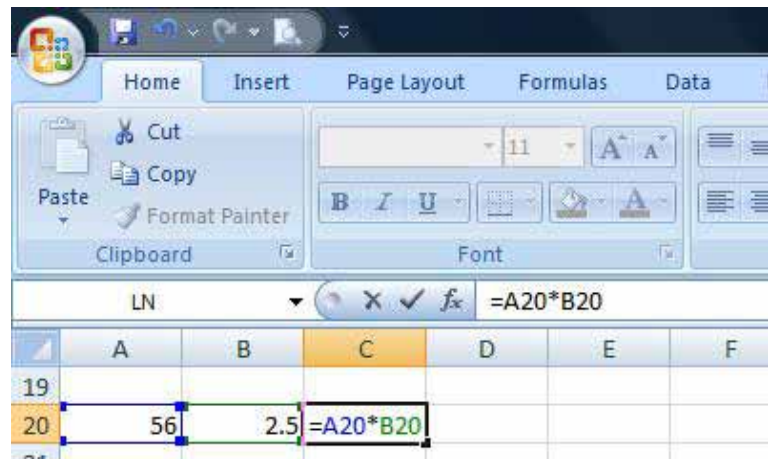 Home Insert Page Layout Formulas Data
Cut
Copy
Paste
Format Painter
11 A A
B I U A
Clipboard Font
LN fx =A20*B20
A B C D E F
19
20 56 2.5 =A20*B20